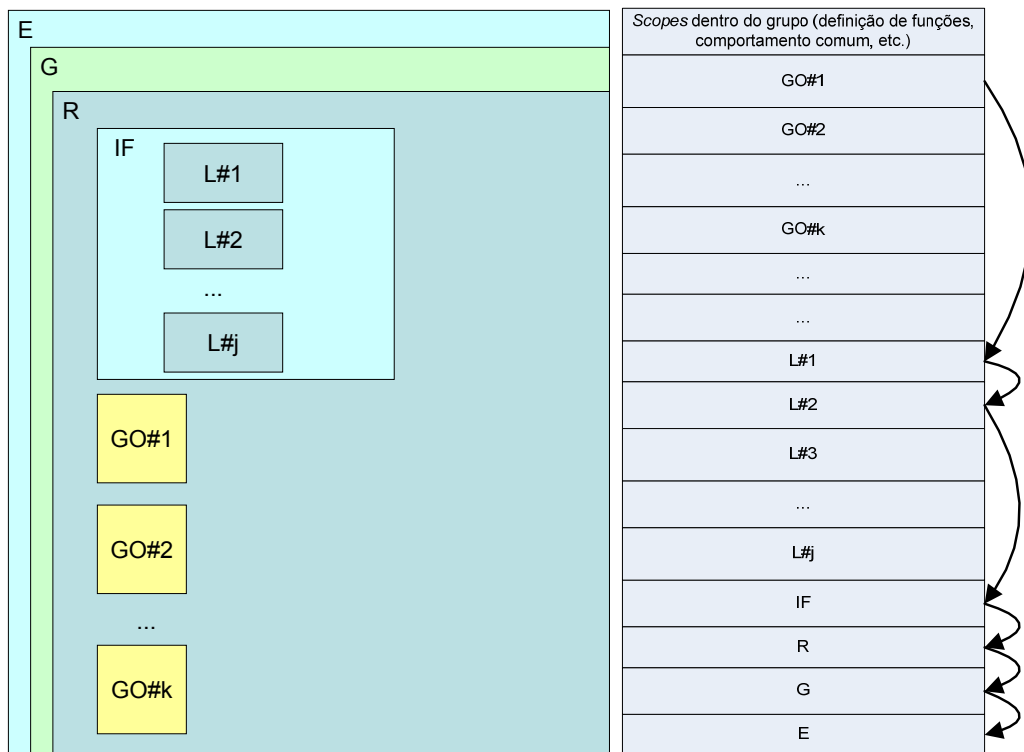 E
G
R
IF
L#1
L#2
...
L#j
GO#1
GO#2
...
GO#k
Scopes dentro do grupo (definição de funções,
comportamento comum, etc.)
GO#1
GO#2
...
GO#k
...
...
L#1
L#2
L#3
...
L#j
IF
R
G
E